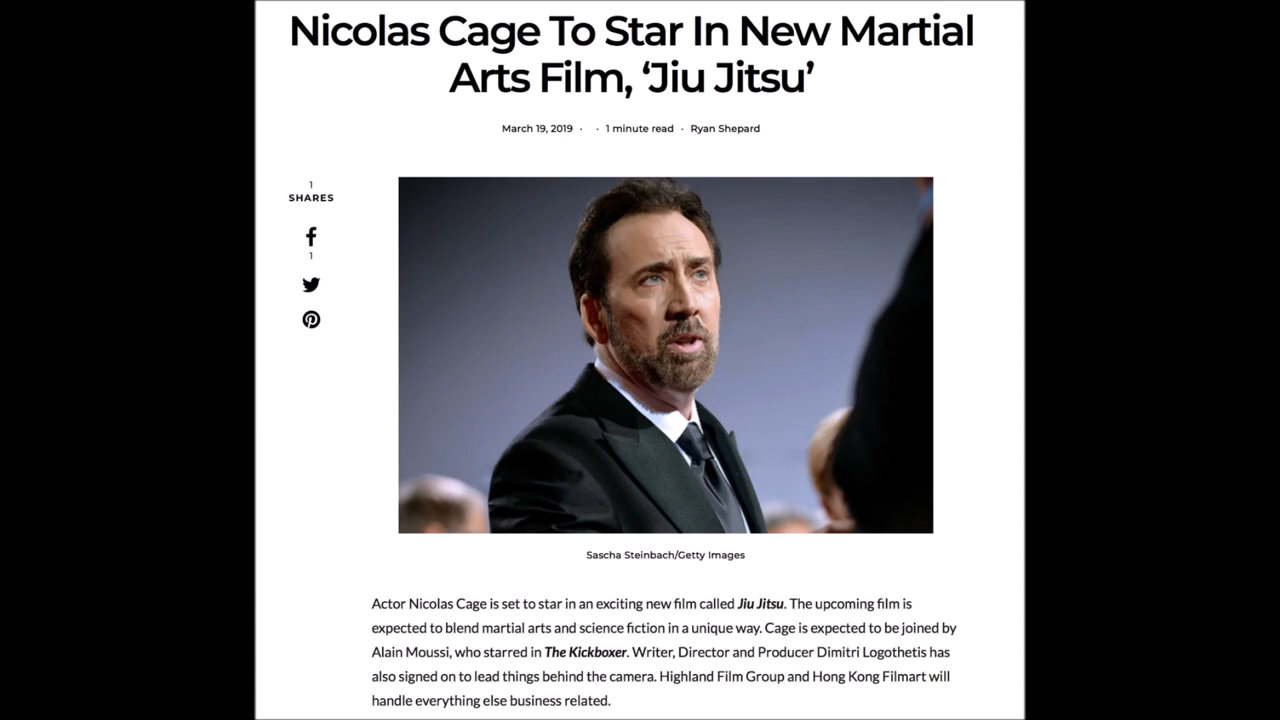 Nicolas Cage To Star In New Martial
Arts Film, ‘Jiu Jitsu’
March 19, 2019 · · 1 minute read · Ryan Shepard
1
SHARES
1
Sascha Steinbach/Getty Images
Actor Nicolas Cage is set to star in an exciting new film called Jiu Jitsu. The upcoming film is
expected to blend martial arts and science fiction in a unique way. Cage is expected to be joined by
Alain Moussi, who starred in The Kickboxer. Writer, Director and Producer Dimitri Logothetis has
also signed on to lead things behind the camera. Highland Film Group and Hong Kong Filmart will
handle everything else business related.